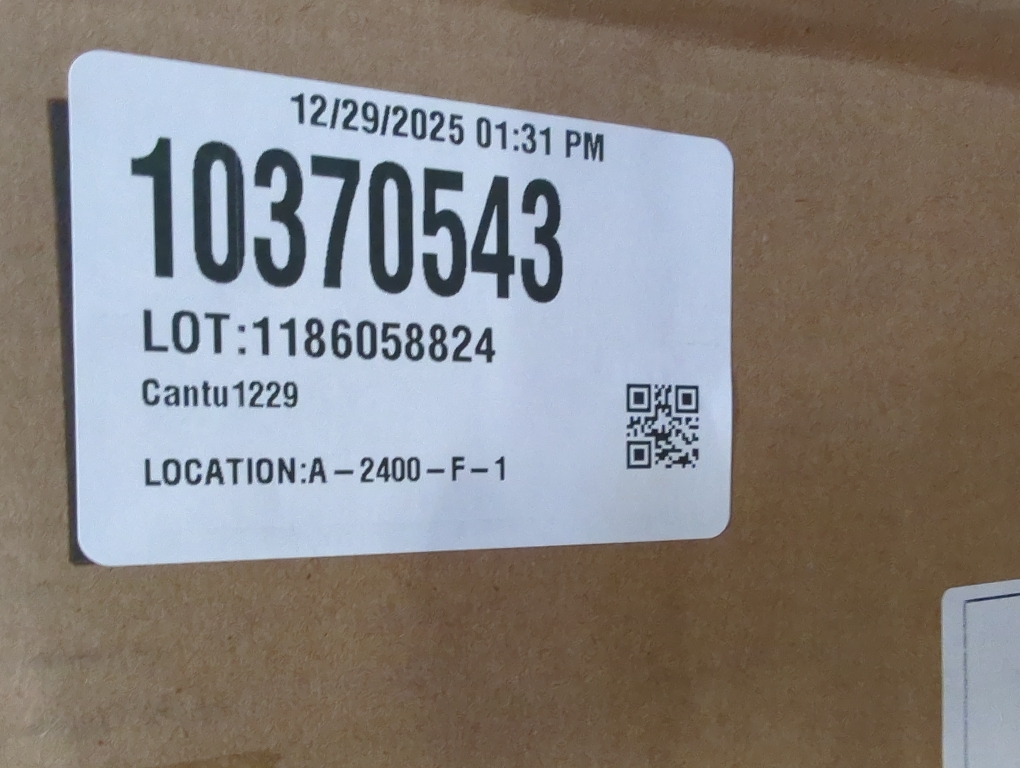 12/29/2025 01:31 PM
10370543
LOT:1186058824
Cantu1229
LOCATION:A – 2400 – F – 1